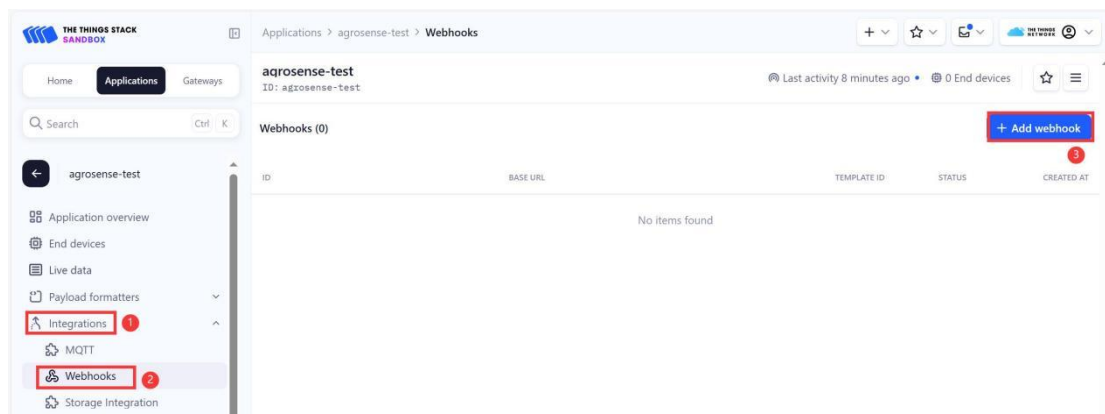 THE THINGS STACK
SANDBOX
Applications > agrosense-test > Webhooks
THE THINGS
NETWORK
Home Applications Gateways
agrosense-test
ID: agrosense-test
Last activity 8 minutes ago • 0 End devices
Search Ctrl K
Webhooks (0)
+ Add webhook
3
agrosense-test
ID BASE URL TEMPLATE ID STATUS CREATED AT
No items found
Application overview
End devices
Live data
Payload formatters
Integrations 1
MQTT
Webhooks 2
Storage Integration